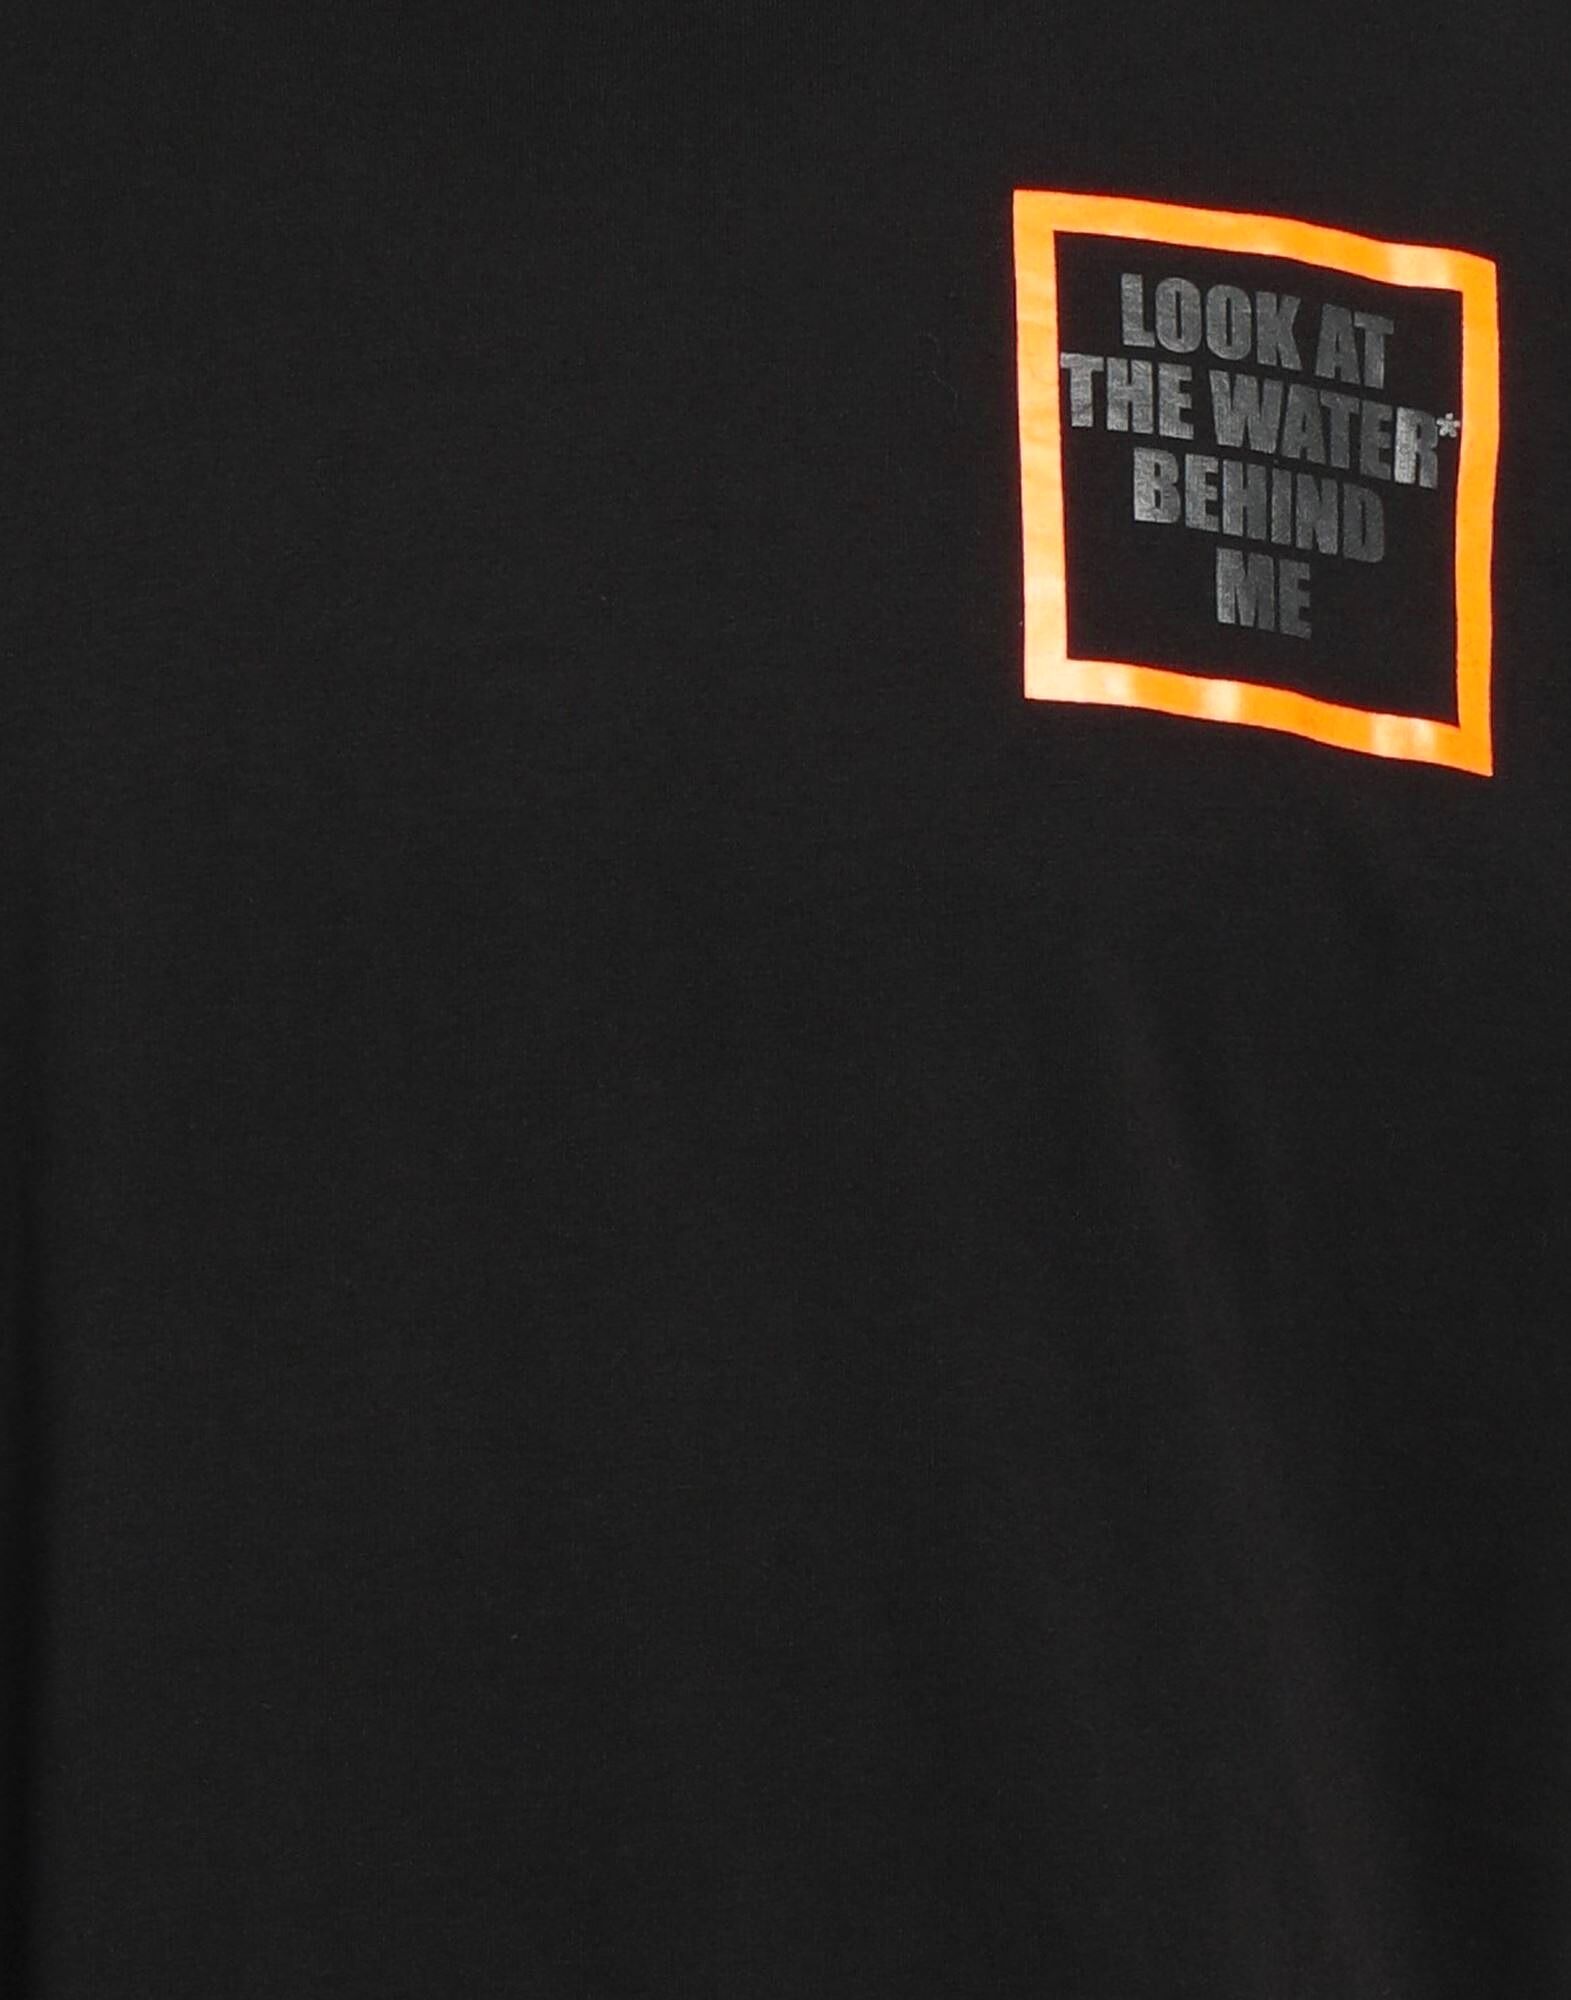 LOOK AT
THE WATER*
BEHIND
ME